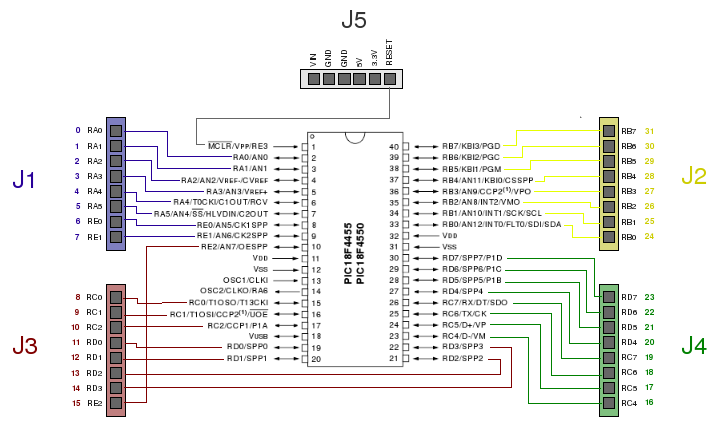 J5
VIN GND GND 5V 3.3V RESET
J1
0 RA0
1 RA1
2 RA2
3 RA3
4 RA4
5 RA5
6 RE0
7 RE1
J3
8 RC0
9 RC1
10 RC2
11 RD0
12 RD1
13 RD2
14 RD3
15 RE2
MCLR/VPP/RE3 1
RA0/AN0 2
RA1/AN1 3
RA2/AN2/VREF-/CVREF 4
RA3/AN3/VREF+ 5
RA4/T0CKI/C1OUT/RCV 6
RA5/AN4/SS/HLVDIN/C2OUT 7
RE0/AN5/CK1SPP 8
RE1/AN6/CK2SPP 9
RE2/AN7/OESPP 10
VDD 11
VSS 12
OSC1/CLKI 13
OSC2/CLKO/RA6 14
RC0/T1OSO/T13CKI 15
RC1/T1OSI/CCP2(1)/UOE 16
RC2/CCP1/P1A 17
VUSB 18
RD0/SPP0 19
RD1/SPP1 20
PIC18F4455
PIC18F4550
40 RB7/KBI3/PGD
39 RB6/KBI2/PGC
38 RB5/KBI1/PGM
37 RB4/AN11/KBI0/CSSPP
36 RB3/AN9/CCP2(1)/VPO
35 RB2/AN8/INT2/VMO
34 RB1/AN10/INT1/SCK/SCL
33 RB0/AN12/INT0/FLT0/SDI/SDA
32 VDD
31 VSS
30 RD7/SPP7/P1D
29 RD6/SPP6/P1C
28 RD5/SPP5/P1B
27 RD4/SPP4
26 RC7/RX/DT/SDO
25 RC6/TX/CK
24 RC5/D+/VP
23 RC4/D-/VM
22 RD3/SPP3
21 RD2/SPP2
J2
RB7 31
RB6 30
RB5 29
RB4 28
RB3 27
RB2 26
RB1 25
RB0 24
J4
RD7 23
RD6 22
RD5 21
RD4 20
RC7 19
RC6 18
RC5 17
RC4 16